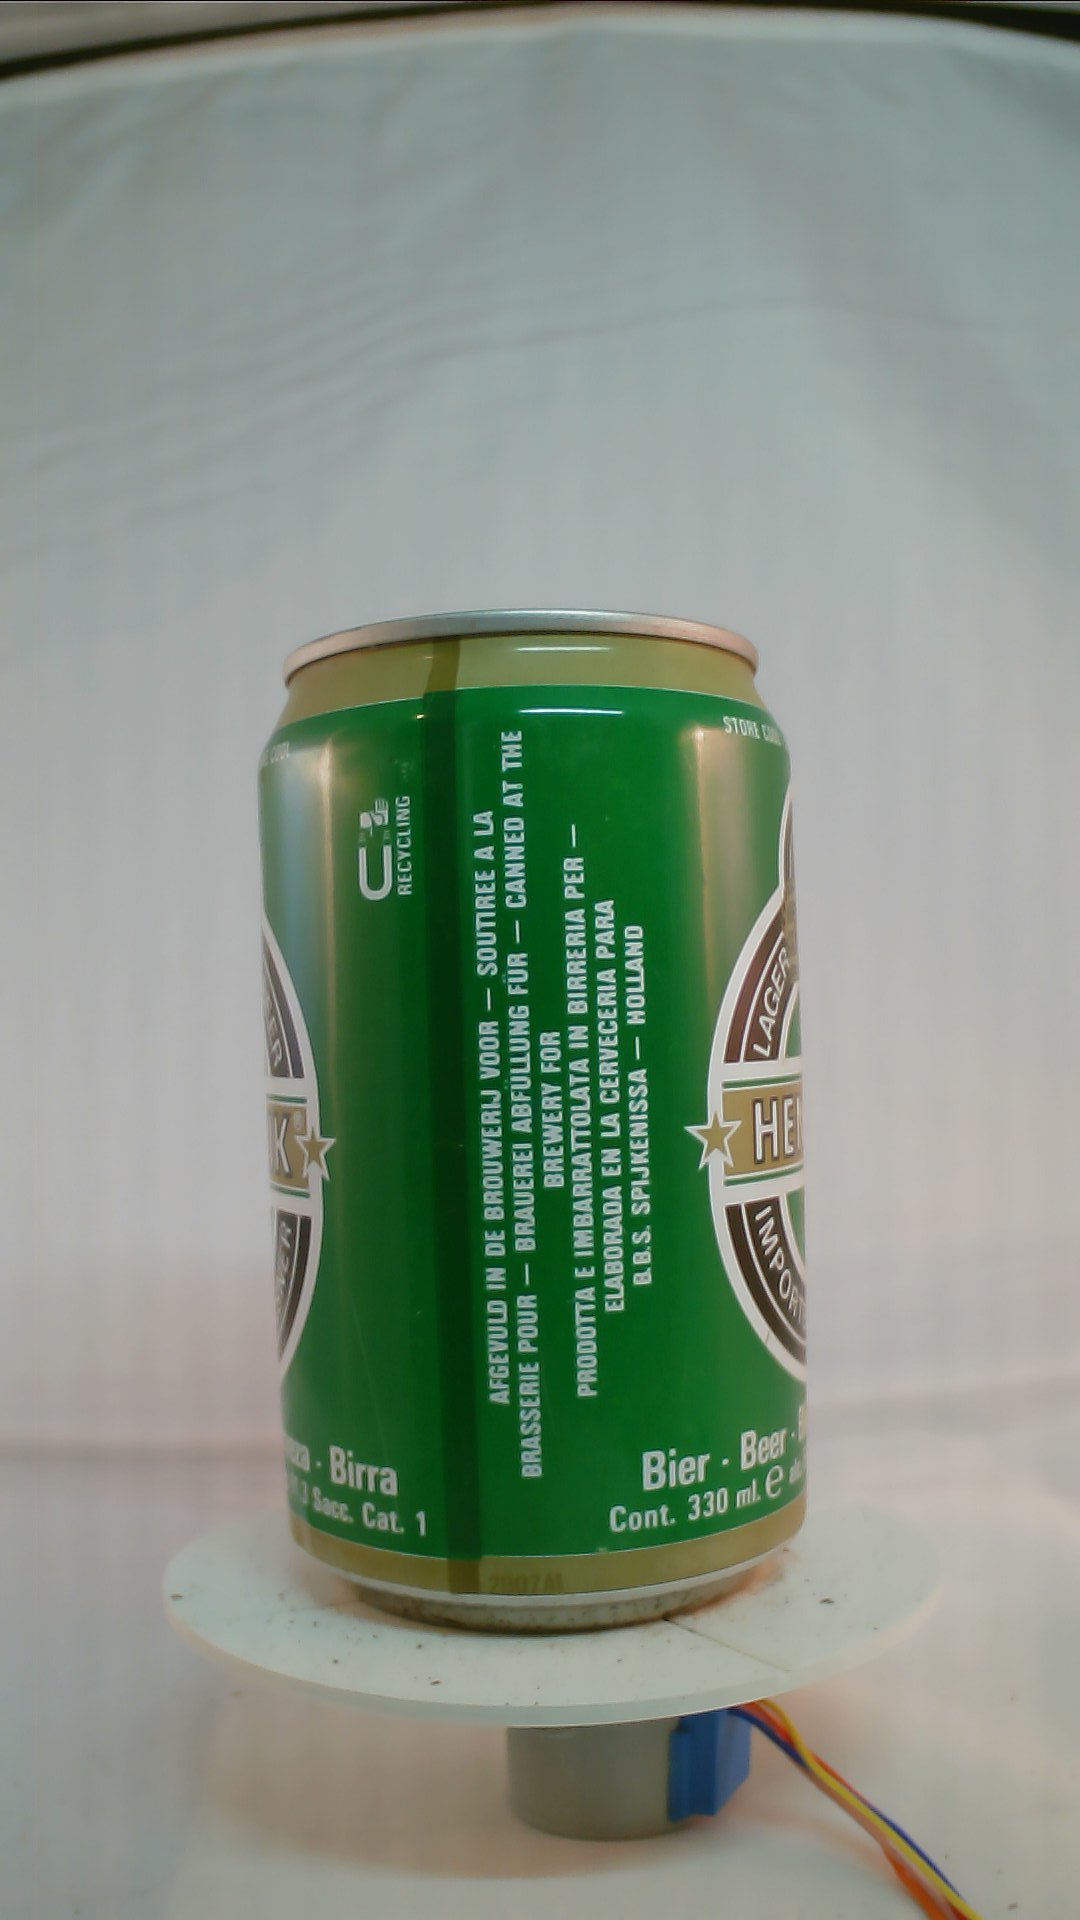 STORE COOL
COOL
RECYCLING
AFGEVULD IN DE BROUWERIJ VOOR — SOUTIREE A LA
BRASSERIE POUR — BRAUEREI ABFÜLLUNG FÜR — CANNED AT THE
BREWERY FOR
PRODOTTA E IMBARRATTOLATA IN BIRRERIA PER —
ELABORADA EN LA CERVECERIA PARA
B.B.S. SPIJKENISSA — HOLLAND
LAGER
HEN
IMPORT
K
Birra
Sacc. Cat. 1
Bier · Beer ·
Cont. 330 ml. e